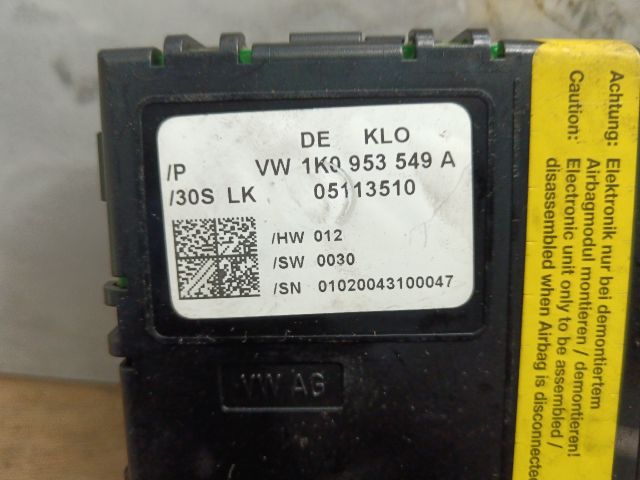 DE KLO
/P VW 1K0 953 549 A
/30S LK 05113510
/HW 012
/SW 0030
/SN 01020043100047
VW AG
Achtung: Elektronik nur bei demontiertem
Airbagmodul montieren / demontieren!
Caution: Electronic unit only to be assembled /
disassembled when Airbag is disconnected